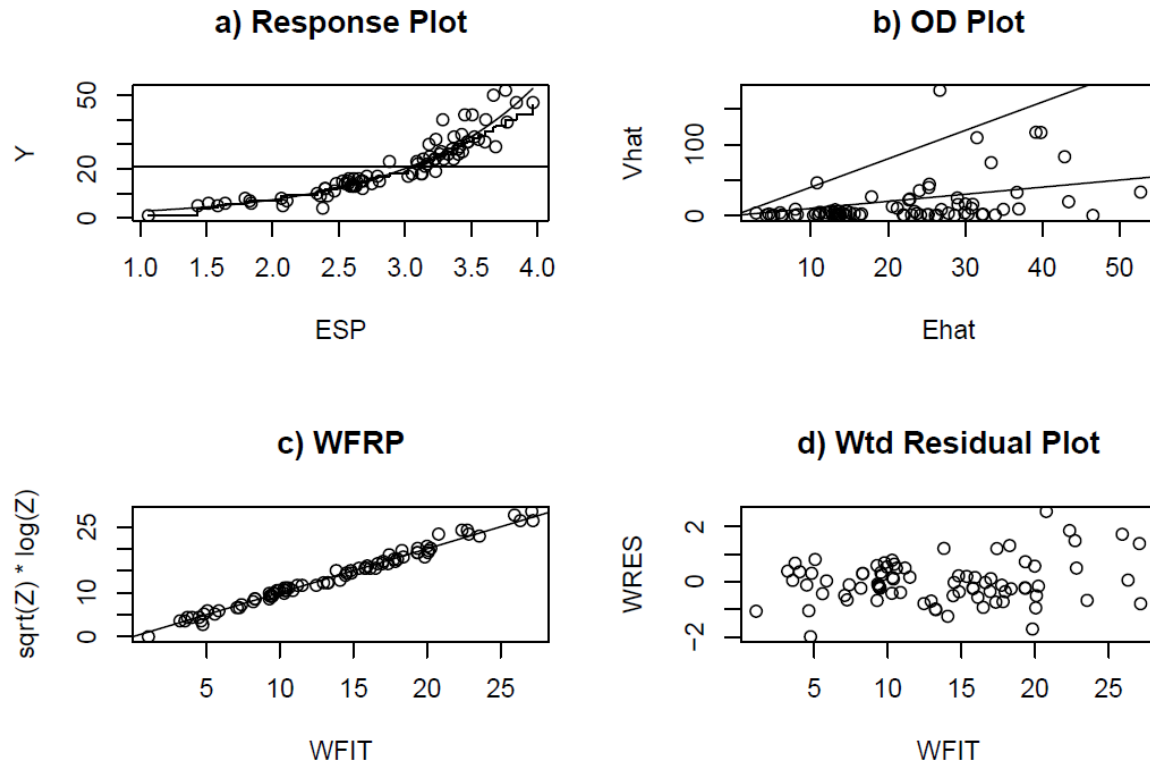 a) Response Plot
Y
0 20 50
1.0 1.5 2.0 2.5 3.0 3.5 4.0
ESP
b) OD Plot
Vhat
0 100
10 20 30 40 50
Ehat
c) WFRP
sqrt(Z) * log(Z)
0 10 25
5 10 15 20 25
WFIT
d) Wtd Residual Plot
WRES
−2 0 2
5 10 15 20 25
WFIT